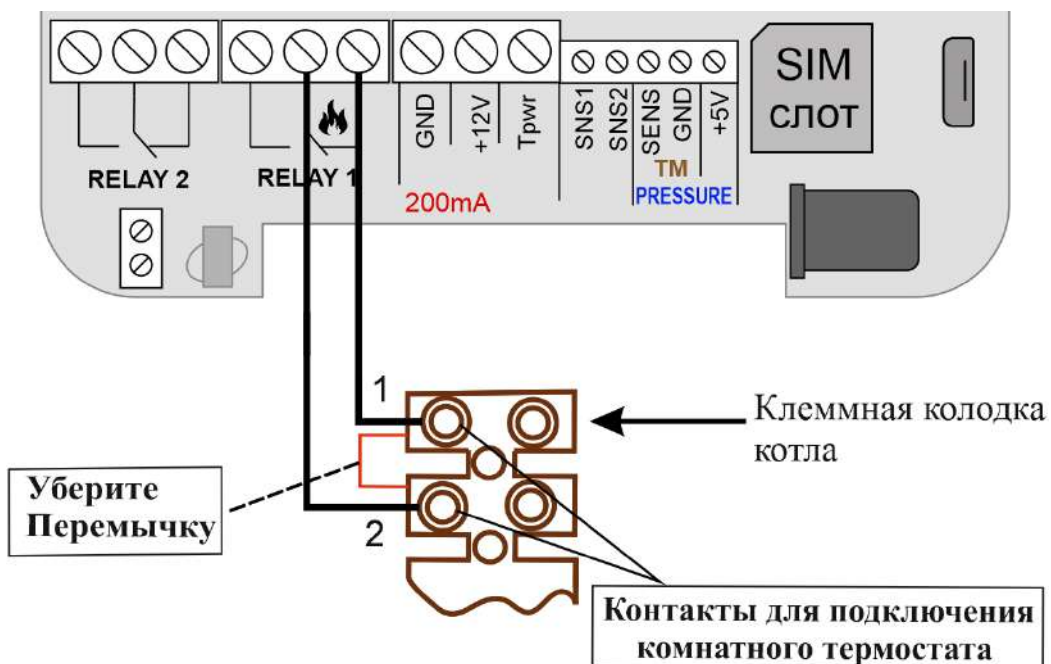 RELAY 2
RELAY 1
GND
+12V
Tpwr
200mA
SNS1
SNS2
SENS
GND
+5V
TM
PRESSURE
SIM
слот
1
2
Клеммная колодка
котла
Уберите
Перемычку
Контакты для подключения
комнатного термостата